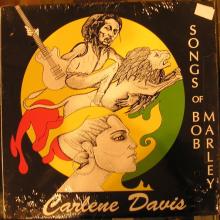 SONGS OF BOB MARLEY
Carlene Davis